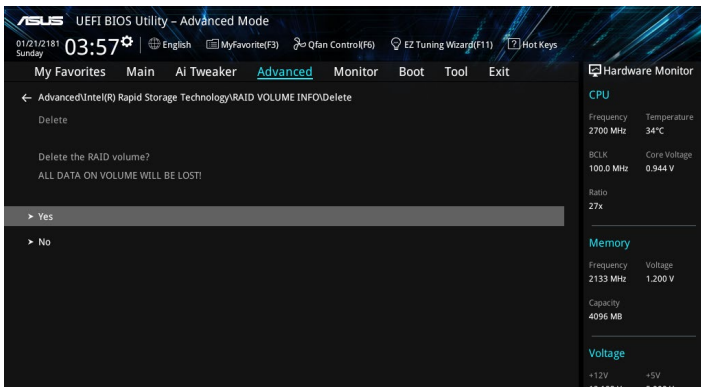 ASUS UEFI BIOS Utility – Advanced Mode
01/21/2181 Sunday 03:57 English MyFavorite(F3) Qfan Control(F6) EZ Tuning Wizard(F11) ? Hot Keys
My Favorites Main Ai Tweaker Advanced Monitor Boot Tool Exit
Hardware Monitor
← Advanced\Intel(R) Rapid Storage Technology\RAID VOLUME INFO\Delete
Delete
Delete the RAID volume?
ALL DATA ON VOLUME WILL BE LOST!
> Yes
> No
CPU
Frequency Temperature
2700 MHz 34°C
BCLK Core Voltage
100.0 MHz 0.944 V
Ratio
27x
Memory
Frequency Voltage
2133 MHz 1.200 V
Capacity
4096 MB
Voltage
+12V +5V